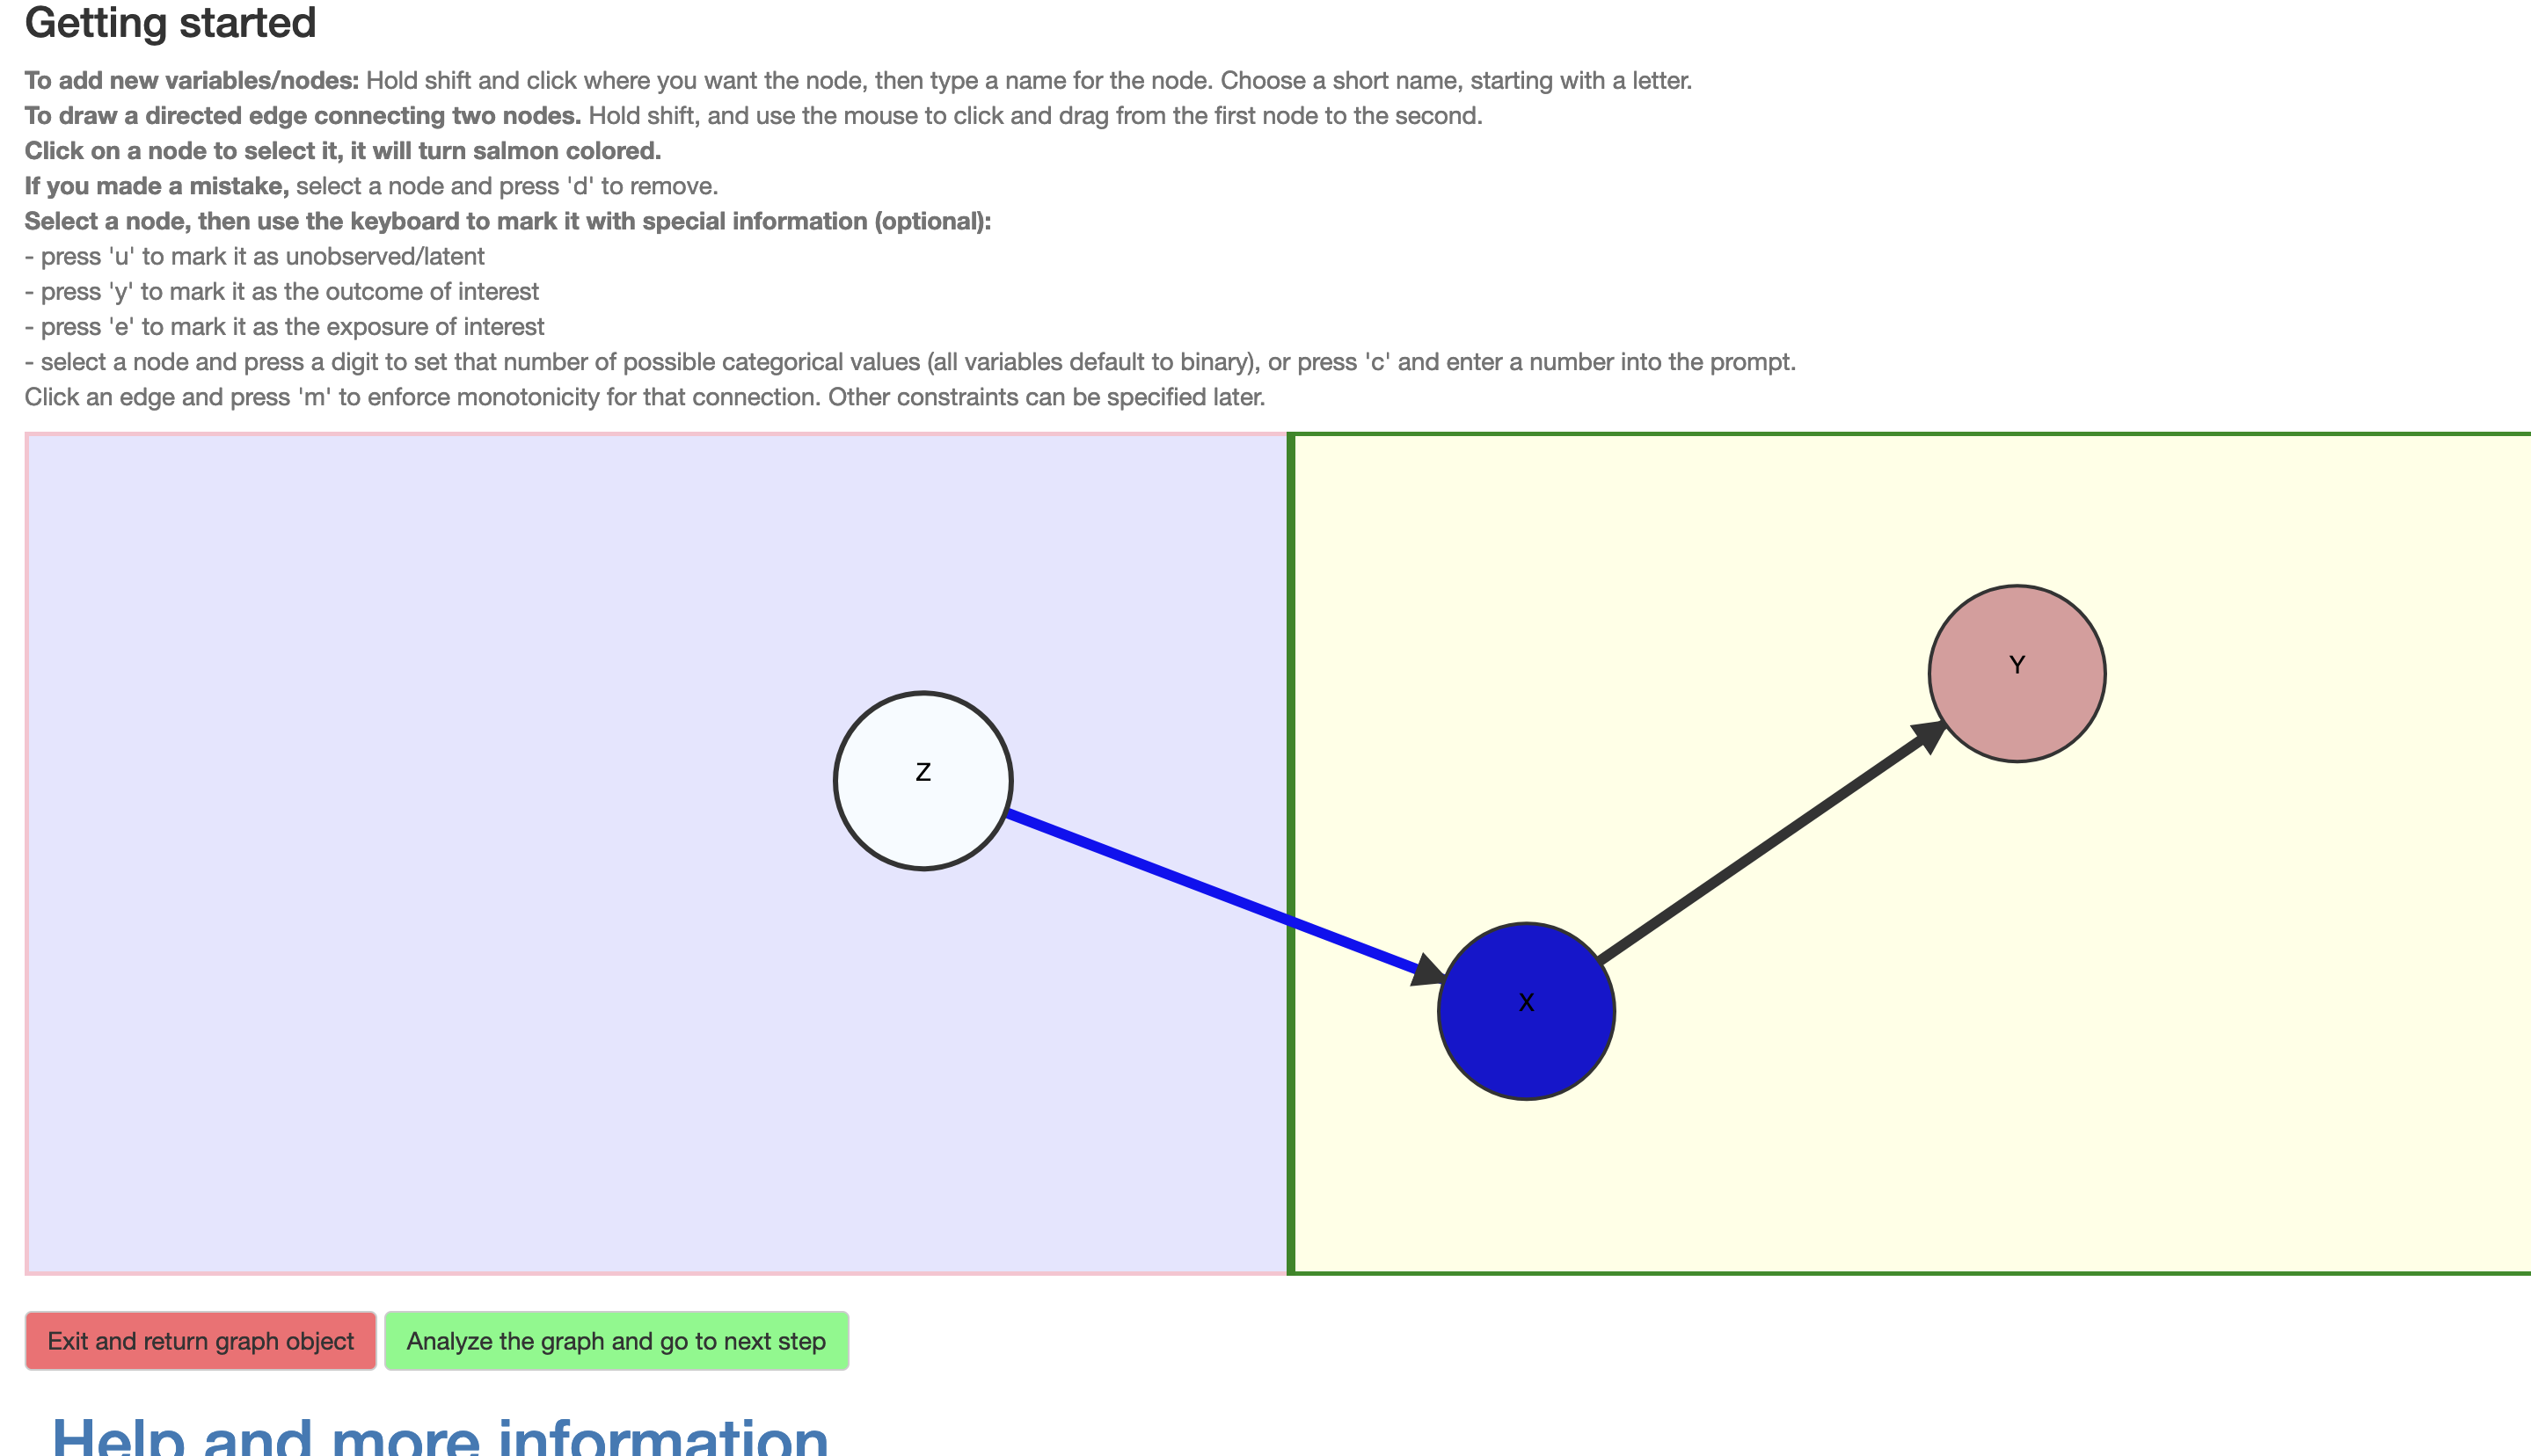 Getting started
To add new variables/nodes: Hold shift and click where you want the node, then type a name for the node. Choose a short name, starting with a letter.
To draw a directed edge connecting two nodes. Hold shift, and use the mouse to click and drag from the first node to the second.
Click on a node to select it, it will turn salmon colored.
If you made a mistake, select a node and press 'd' to remove.
Select a node, then use the keyboard to mark it with special information (optional):
- press 'u' to mark it as unobserved/latent
- press 'y' to mark it as the outcome of interest
- press 'e' to mark it as the exposure of interest
- select a node and press a digit to set that number of possible categorical values (all variables default to binary), or press 'c' and enter a number into the prompt.
Click an edge and press 'm' to enforce monotonicity for that connection. Other constraints can be specified later.
Y
Z
X
Exit and return graph object
Analyze the graph and go to next step
Help and more information